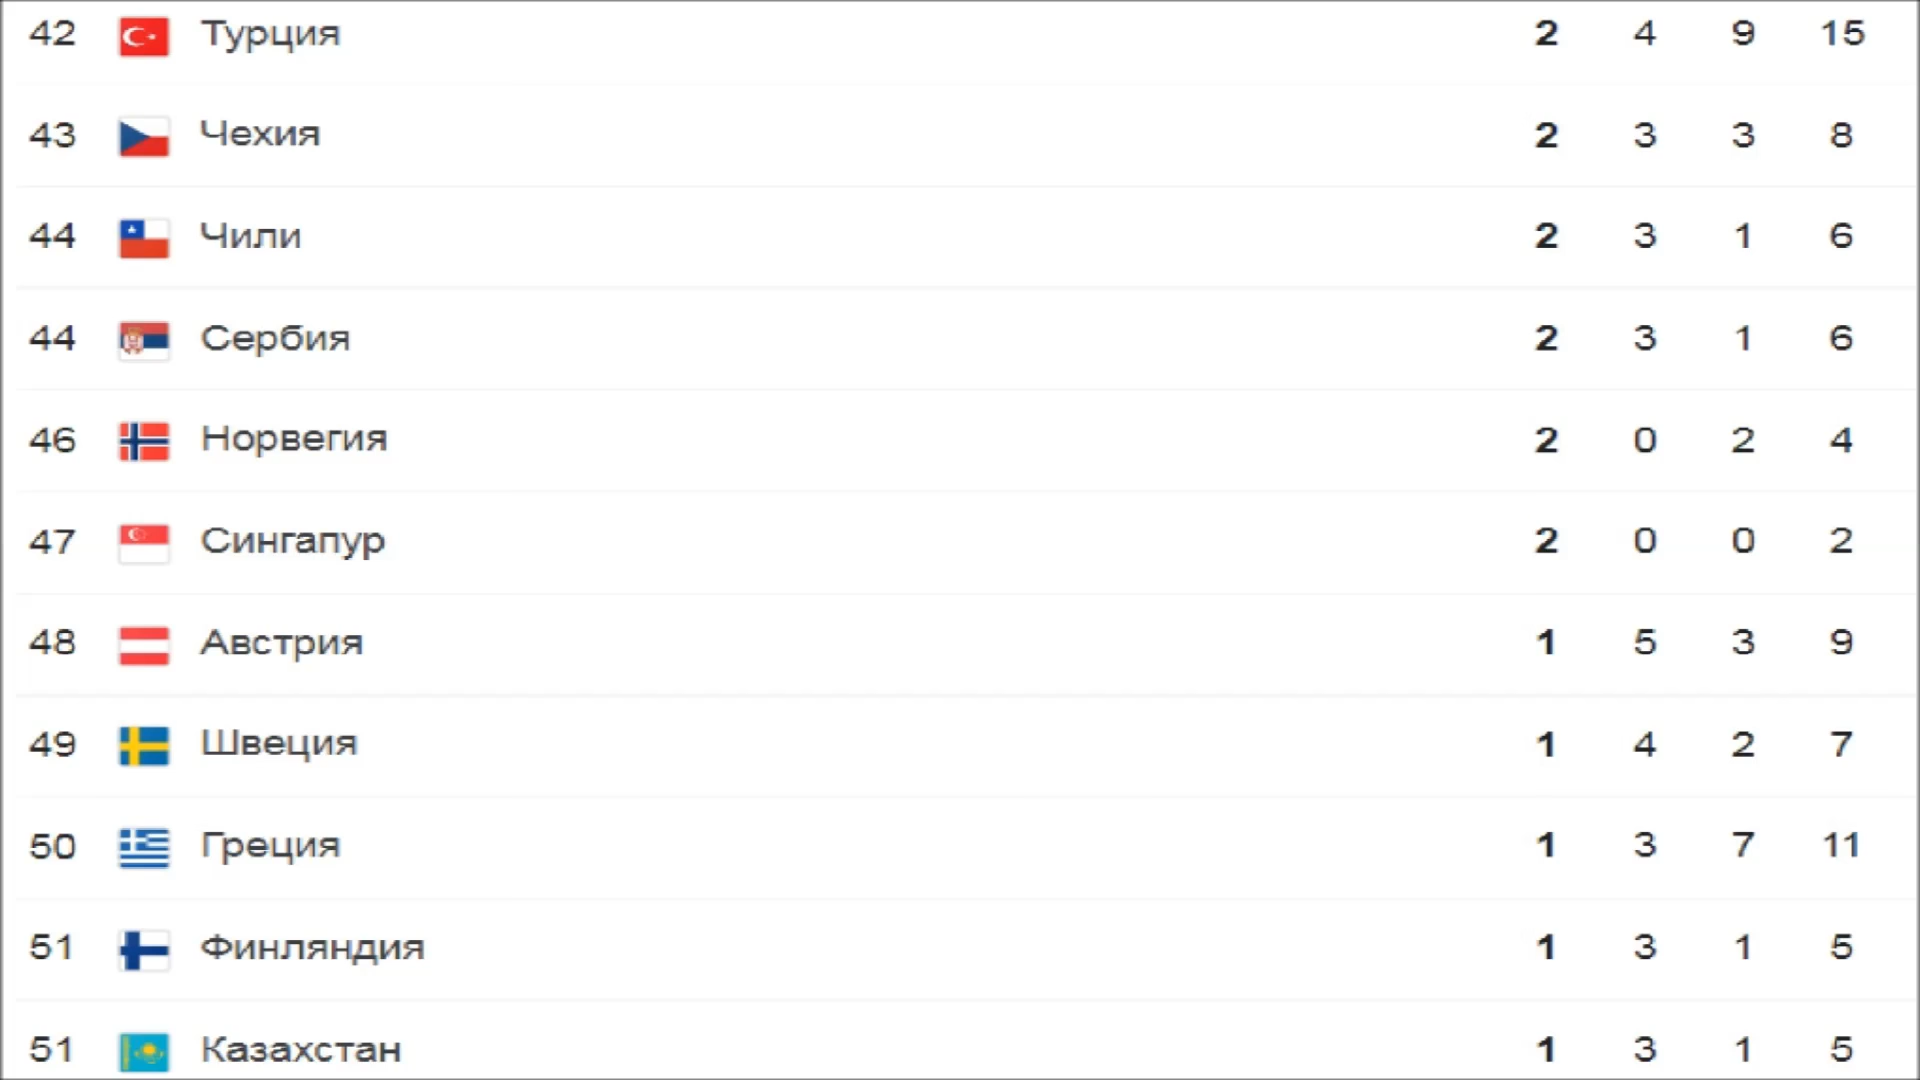 42 Турция 2 4 9 15
43 Чехия 2 3 3 8
44 Чили 2 3 1 6
44 Сербия 2 3 1 6
46 Норвегия 2 0 2 4
47 Сингапур 2 0 0 2
48 Австрия 1 5 3 9
49 Швеция 1 4 2 7
50 Греция 1 3 7 11
51 Финляндия 1 3 1 5
51 Казахстан 1 3 1 5